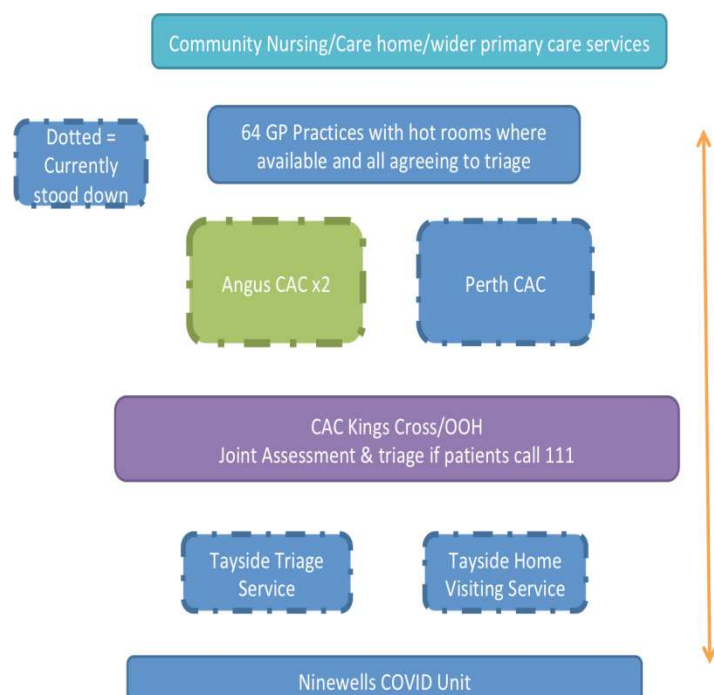 Community Nursing/Care home/wider primary care services
Dotted =
Currently
stood down
64 GP Practices with hot rooms where
available and all agreeing to triage
Angus CAC x2
Perth CAC
CAC Kings Cross/OOH
Joint Assessment & triage if patients call 111
Tayside Triage
Service
Tayside Home
Visiting Service
Ninewells COVID Unit